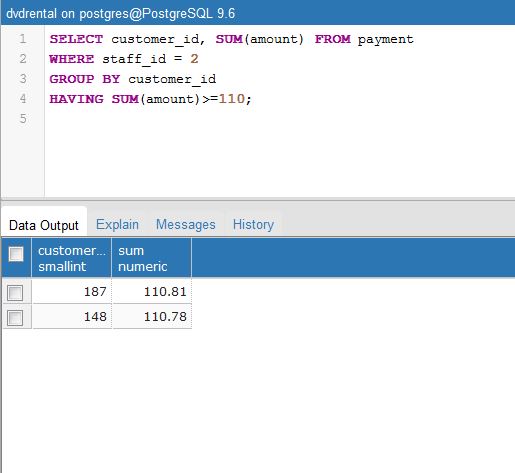 dvdrental on postgres@PostgreSQL 9.6
1 SELECT customer_id, SUM(amount) FROM payment
2 WHERE staff_id = 2
3 GROUP BY customer_id
4 HAVING SUM(amount)>=110;
5
Data Output Explain Messages History
customer... sum
smallint numeric
187 110.81
148 110.78